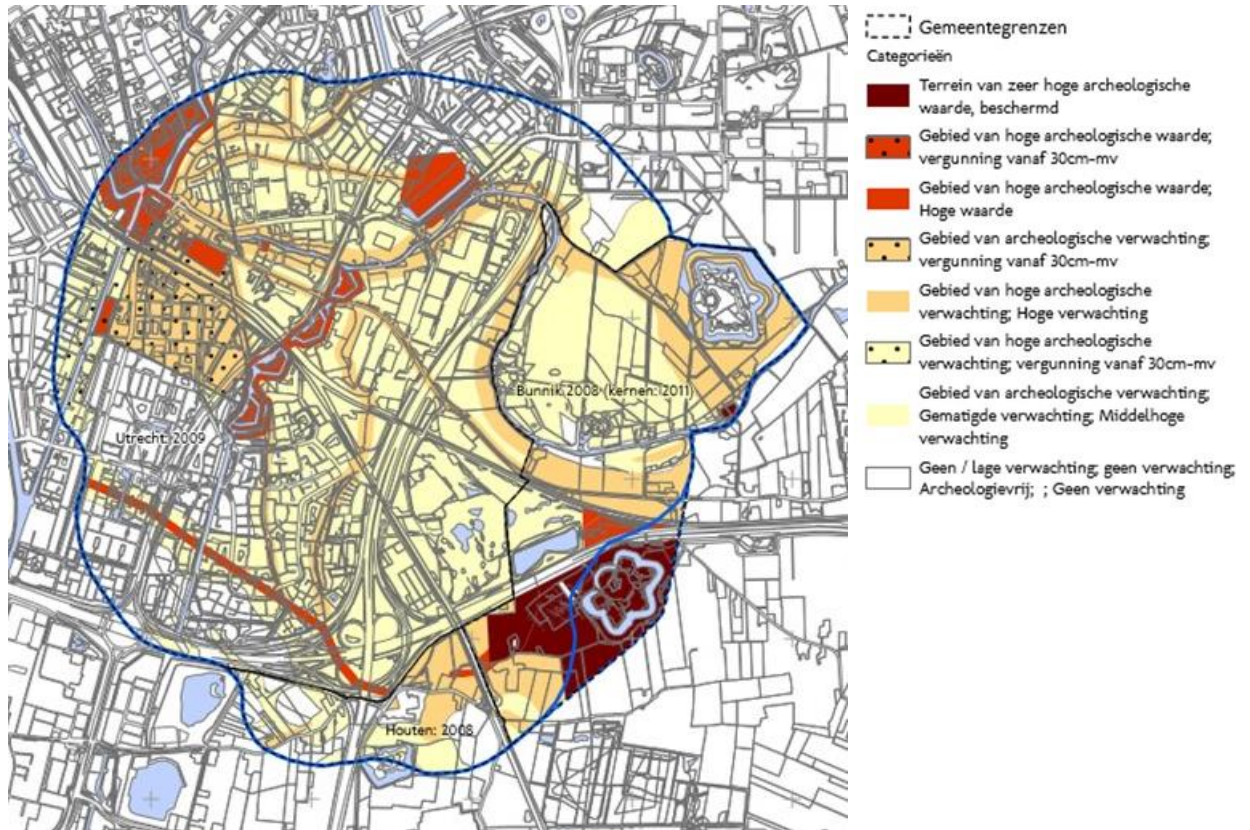 Gemeentegrenzen
Categorieën
Terrein van zeer hoge archeologische
waarde, beschermd
Gebied van hoge archeologische waarde;
vergunning vanaf 30cm-mv
Gebied van hoge archeologische waarde;
Hoge waarde
Gebied van archeologische verwachting;
vergunning vanaf 30cm-mv
Gebied van hoge archeologische
verwachting; Hoge verwachting
Gebied van hoge archeologische
verwachting; vergunning vanaf 30cm-mv
Gebied van archeologische verwachting;
Gematigde verwachting; Middelhoge
verwachting
Geen / lage verwachting; geen verwachting;
Archeologievrij; ; Geen verwachting
Bunnik: 2008 (kernen: 2011)
Utrecht: 2009
Houten: 2008